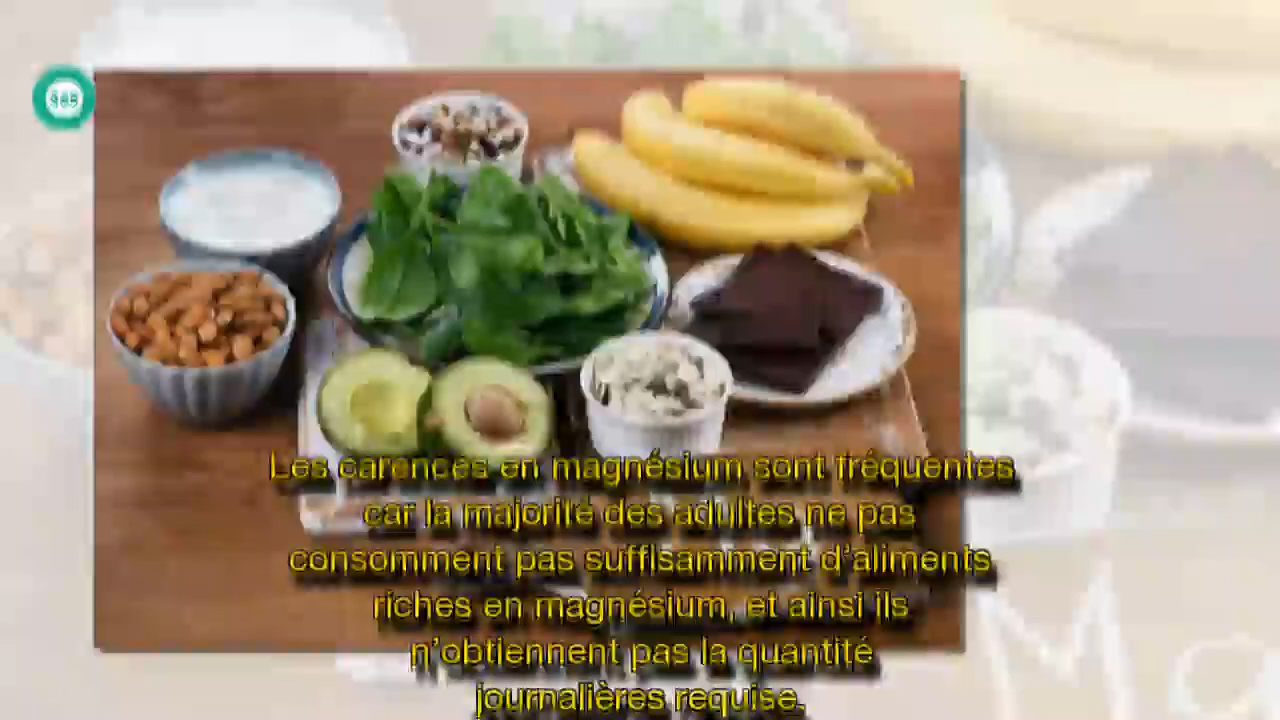 Les carences en magnésium sont fréquentes
car la majorité des adultes ne pas
consomment pas suffisamment d'aliments
riches en magnésium, et ainsi ils
n'obtiennent pas la quantité
journalières requise.
Ma